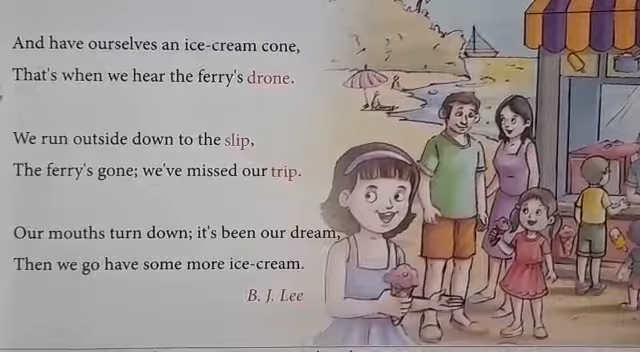 And have ourselves an ice-cream cone,
That's when we hear the ferry's drone.
We run outside down to the slip,
The ferry's gone; we've missed our trip.
Our mouths turn down; it's been our dream,
Then we go have some more ice-cream.
B. J. Lee